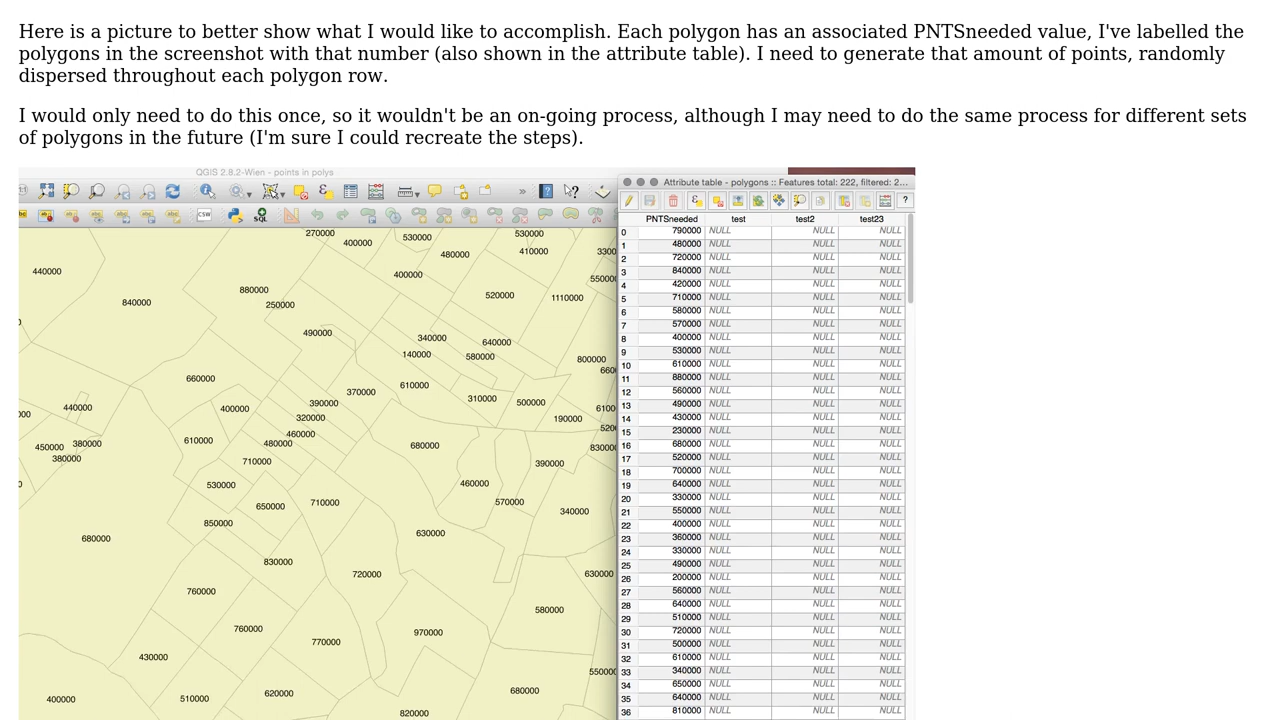 Here is a picture to better show what I would like to accomplish. Each polygon has an associated PNTSneeded value, I've labelled the
polygons in the screenshot with that number (also shown in the attribute table). I need to generate that amount of points, randomly
dispersed throughout each polygon row.
I would only need to do this once, so it wouldn't be an on-going process, although I may need to do the same process for different sets
of polygons in the future (I'm sure I could recreate the steps).
QGIS 2.8.2-Wien - points in polys
CSW SQL
270000
400000
530000
530000
480000
410000
3300
440000
400000
550000
880000
520000
1110000
840000
250000
490000
340000
640000
140000
580000
800000
660
660000
610000
370000
310000
500000
390000
440000
400000
320000
190000
6100
00
460000
520
610000
480000
680000
830000
450000
380000
380000
710000
390000
530000
460000
650000
710000
570000
340000
850000
630000
680000
830000
720000
630000
760000
580000
760000
770000
970000
430000
550000
620000
680000
400000
510000
820000
Attribute table - polygons :: Features total: 222, filtered: 2...
PNTSneeded test test2 test23
0 790000 NULL NULL NULL
1 480000 NULL NULL NULL
2 720000 NULL NULL NULL
3 840000 NULL NULL NULL
4 420000 NULL NULL NULL
5 710000 NULL NULL NULL
6 580000 NULL NULL NULL
7 570000 NULL NULL NULL
8 400000 NULL NULL NULL
9 530000 NULL NULL NULL
10 610000 NULL NULL NULL
11 880000 NULL NULL NULL
12 560000 NULL NULL NULL
13 490000 NULL NULL NULL
14 430000 NULL NULL NULL
15 230000 NULL NULL NULL
16 680000 NULL NULL NULL
17 520000 NULL NULL NULL
18 700000 NULL NULL NULL
19 640000 NULL NULL NULL
20 330000 NULL NULL NULL
21 550000 NULL NULL NULL
22 400000 NULL NULL NULL
23 360000 NULL NULL NULL
24 330000 NULL NULL NULL
25 490000 NULL NULL NULL
26 200000 NULL NULL NULL
27 560000 NULL NULL NULL
28 640000 NULL NULL NULL
29 510000 NULL NULL NULL
30 720000 NULL NULL NULL
31 500000 NULL NULL NULL
32 610000 NULL NULL NULL
33 340000 NULL NULL NULL
34 650000 NULL NULL NULL
35 640000 NULL NULL NULL
36 810000 NULL NULL NULL